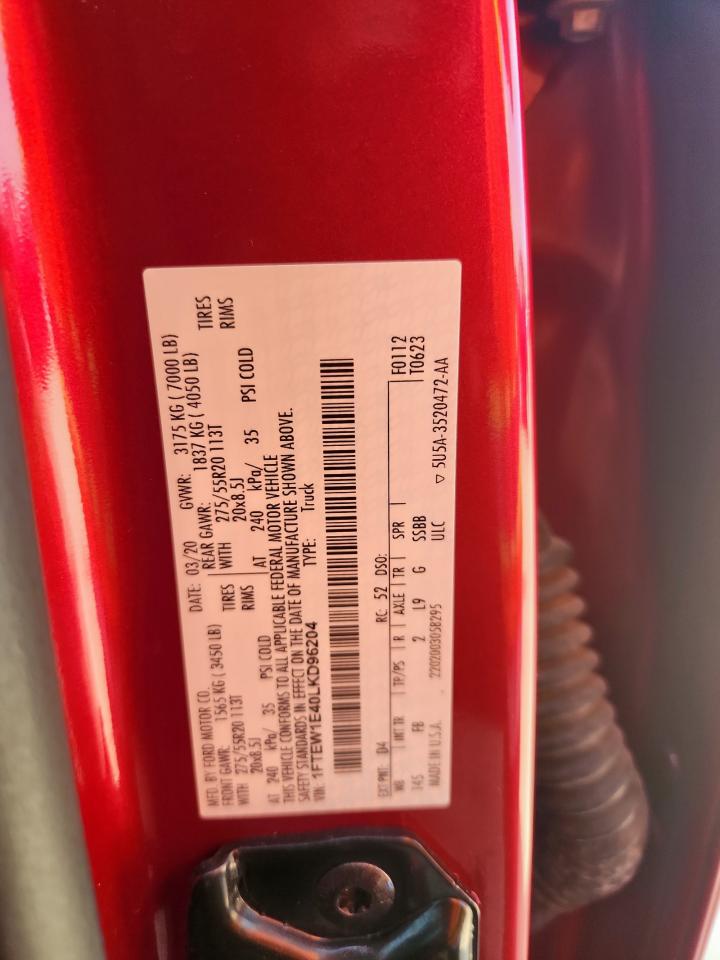 MFD. BY FORD MOTOR CO.
DATE: 03/20 GVWR: 3175 KG ( 7000 LB)
FRONT GAWR: 1565 KG ( 3450 LB) REAR GAWR: 1837 KG ( 4050 LB)
WITH 275/55R20 113T TIRES WITH 275/55R20 113T TIRES
20x8.5J RIMS 20x8.5J RIMS
AT 240 kPa/ 35 PSI COLD AT 240 kPa/ 35 PSI COLD
THIS VEHICLE CONFORMS TO ALL APPLICABLE FEDERAL MOTOR VEHICLE
SAFETY STANDARDS IN EFFECT ON THE DATE OF MANUFACTURE SHOWN ABOVE.
VIN: 1FTEW1E40LKD96204 TYPE: Truck
EXT PNT: D4 RC: 52 DSO:
WB INT TR TP/PS R AXLE TR SPR F0112
145 FB 2 L9 G SSBB T0623
MADE IN U.S.A. 2202003058295 ULC ▽ 5U5A-3520472-AA